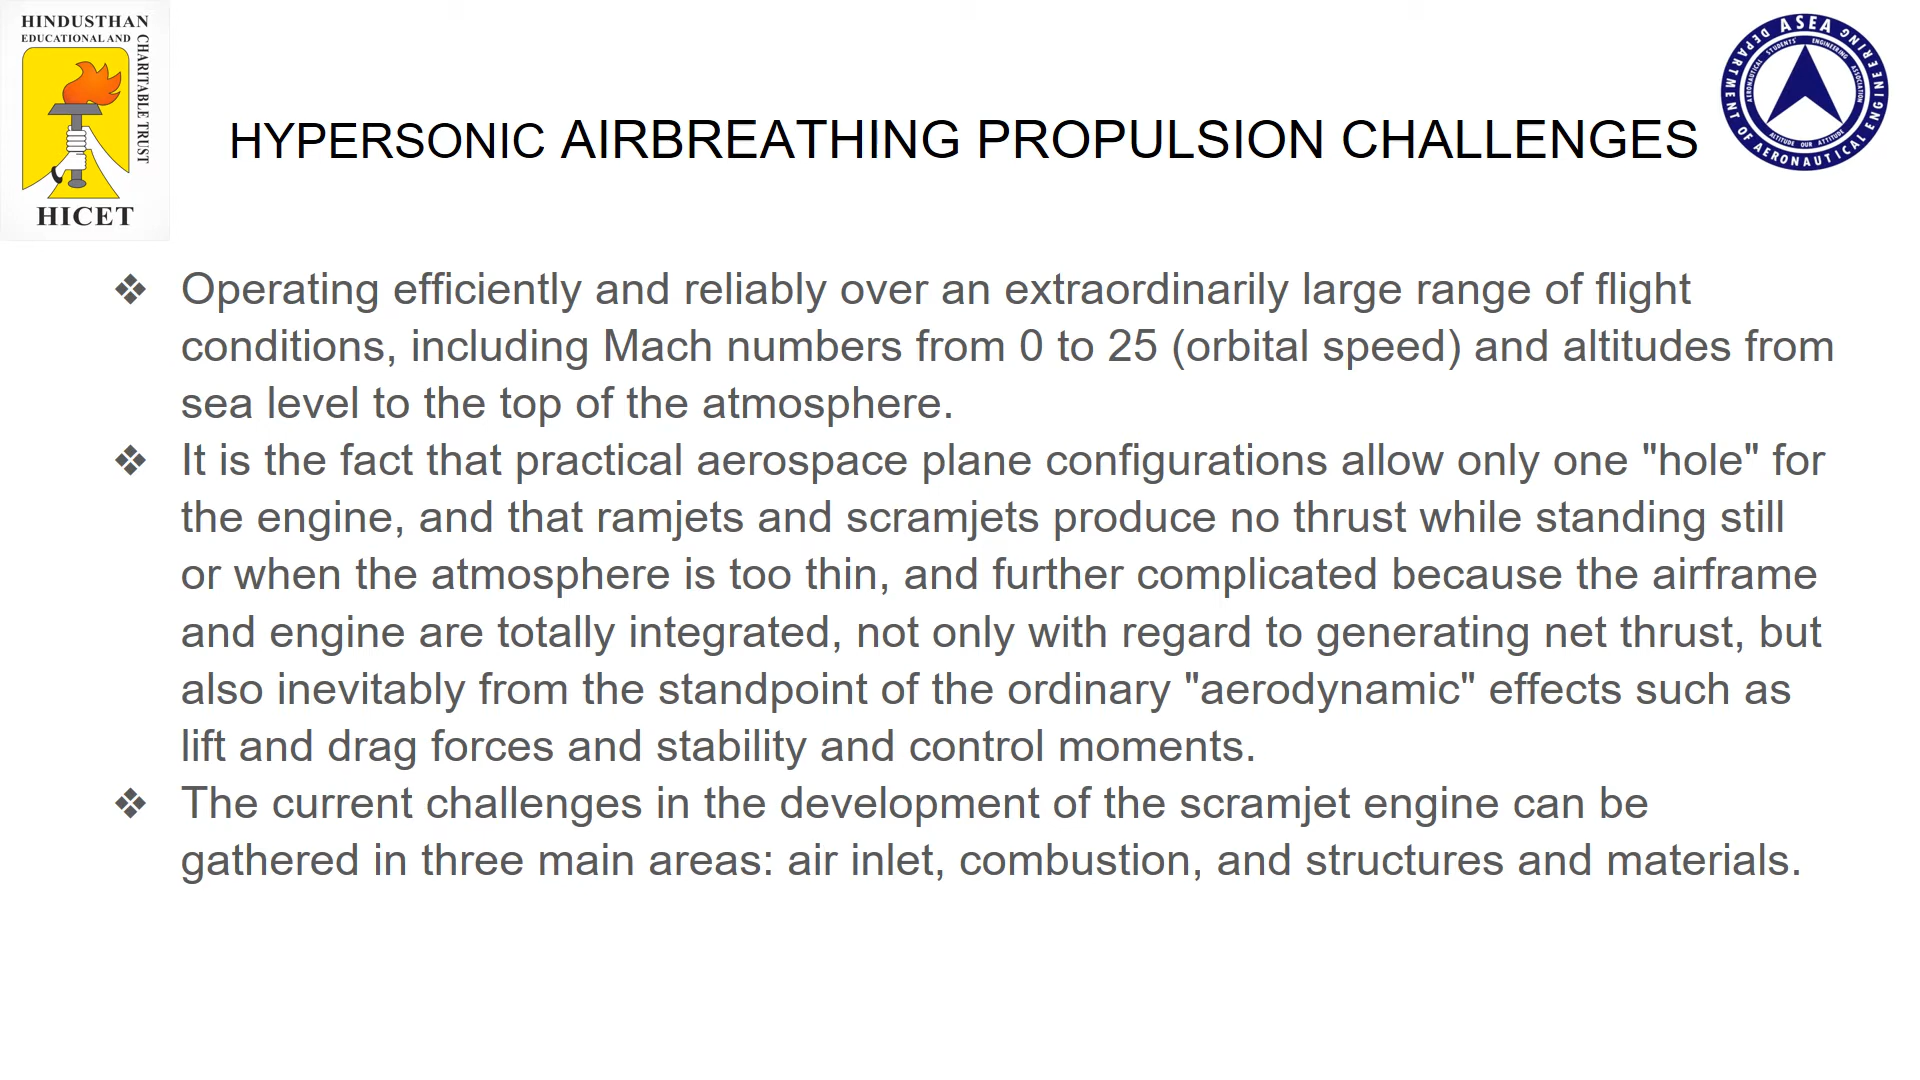 HINDUSTHAN
EDUCATIONAL AND
CHARITABLE TRUST
HICET
ASEA
DEPARTMENT OF AERONAUTICAL ENGINEERING
AERONAUTICAL STUDENTS' ENGINEERING ASSOCIATION
ALTITUDE OUR ATTITUDE
HYPERSONIC AIRBREATHING PROPULSION CHALLENGES
❖ Operating efficiently and reliably over an extraordinarily large range of flight
conditions, including Mach numbers from 0 to 25 (orbital speed) and altitudes from
sea level to the top of the atmosphere.
❖ It is the fact that practical aerospace plane configurations allow only one "hole" for
the engine, and that ramjets and scramjets produce no thrust while standing still
or when the atmosphere is too thin, and further complicated because the airframe
and engine are totally integrated, not only with regard to generating net thrust, but
also inevitably from the standpoint of the ordinary "aerodynamic" effects such as
lift and drag forces and stability and control moments.
❖ The current challenges in the development of the scramjet engine can be
gathered in three main areas: air inlet, combustion, and structures and materials.